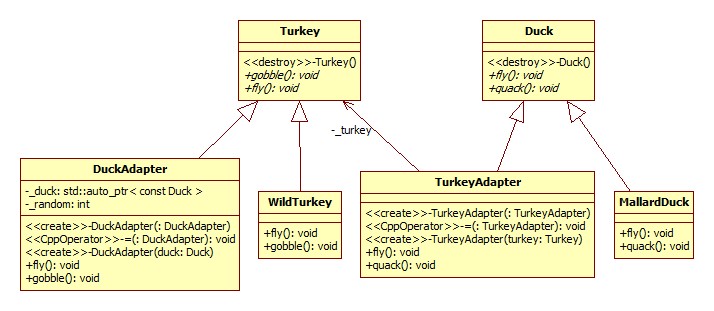 Turkey
<<destroy>>-Turkey()
+gobble(): void
+fly(): void
Duck
<<destroy>>-Duck()
+fly(): void
+quack(): void
-_turkey
DuckAdapter
-_duck: std::auto_ptr< const Duck >
-_random: int
<<create>>-DuckAdapter(: DuckAdapter)
<<CppOperator>>-=(: DuckAdapter): void
<<create>>-DuckAdapter(duck: Duck)
+fly(): void
+gobble(): void
WildTurkey
+fly(): void
+gobble(): void
TurkeyAdapter
<<create>>-TurkeyAdapter(: TurkeyAdapter)
<<CppOperator>>-=(: TurkeyAdapter): void
<<create>>-TurkeyAdapter(turkey: Turkey)
+fly(): void
+quack(): void
MallardDuck
+fly(): void
+quack(): void